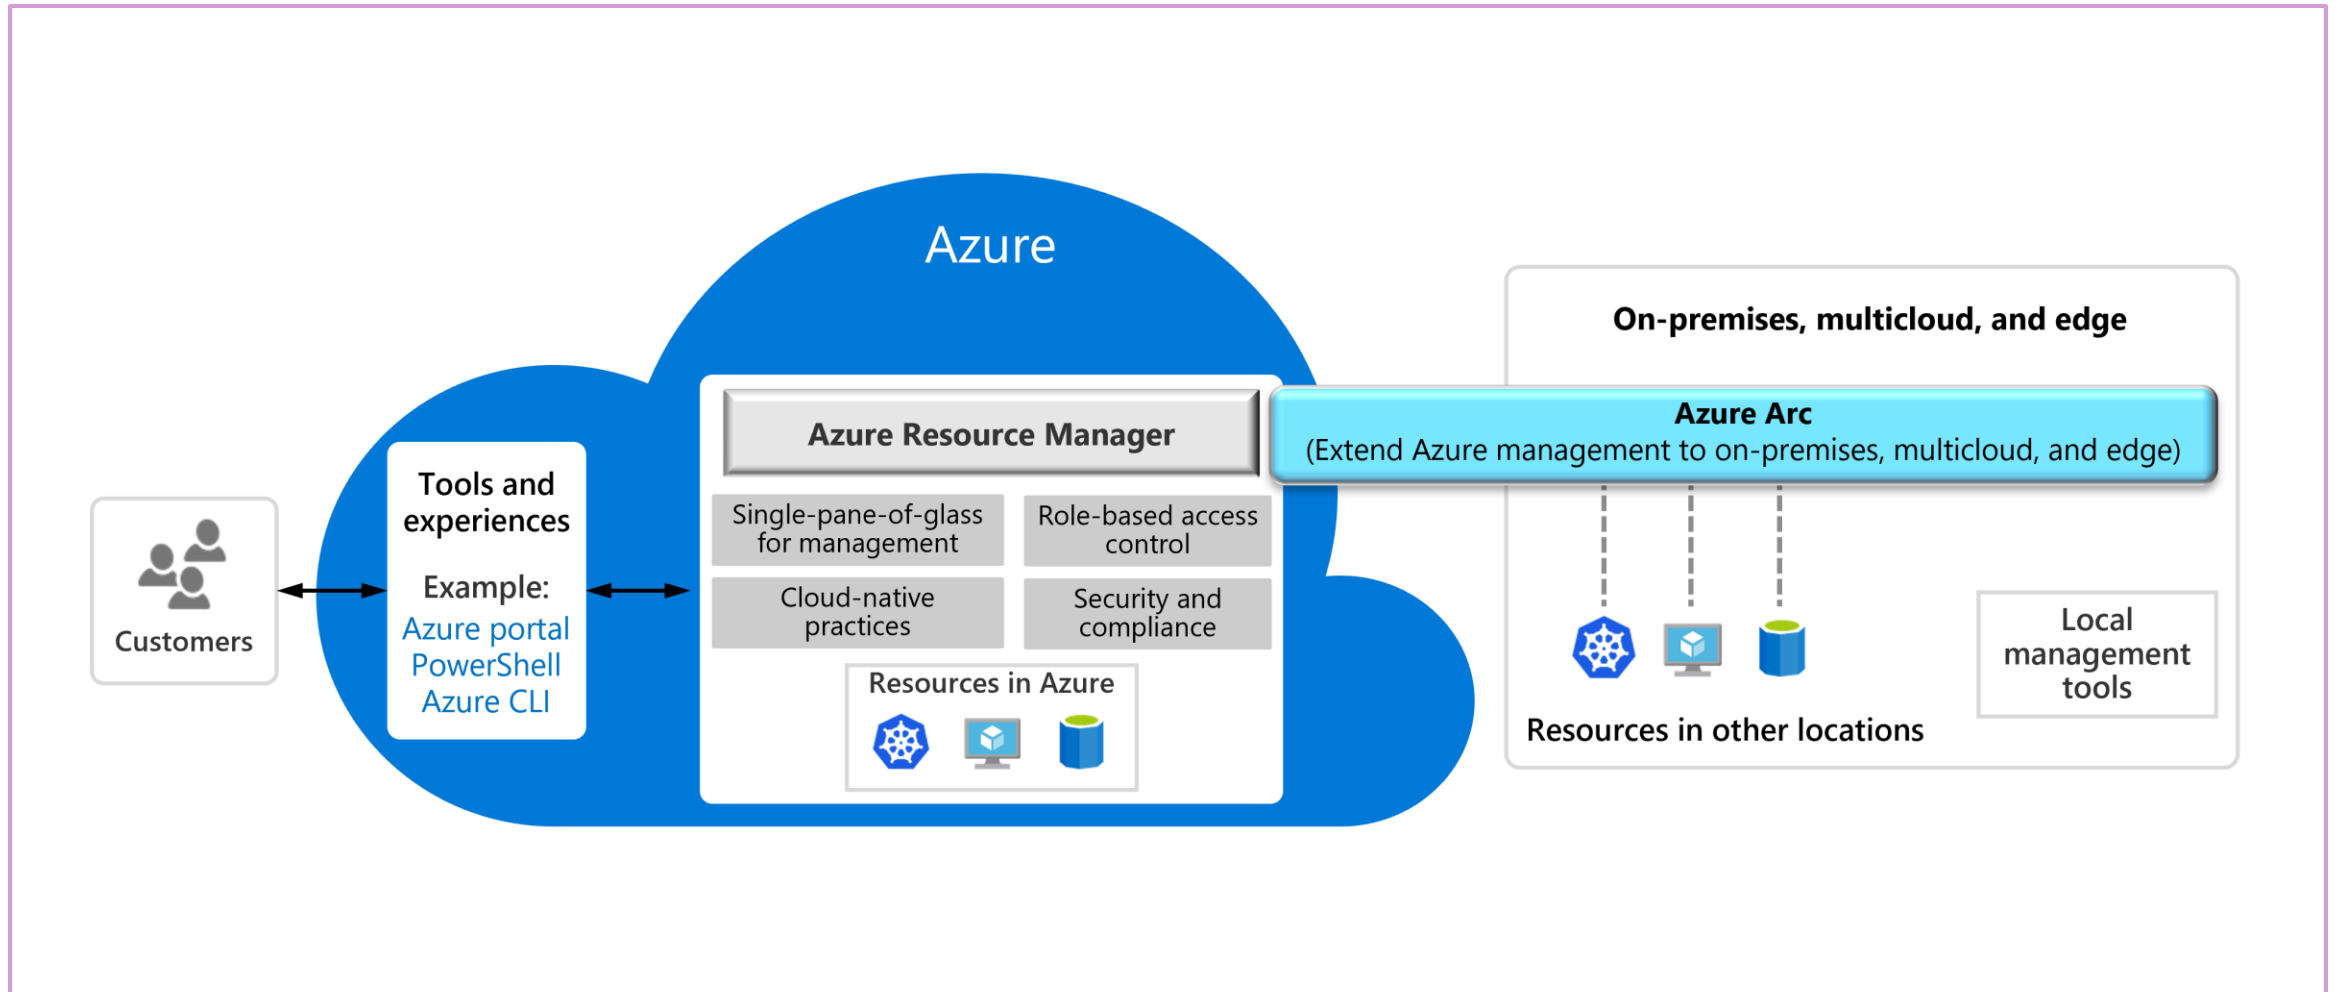 Azure
Customers
Tools and
experiences
Example:
Azure portal
PowerShell
Azure CLI
Azure Resource Manager
Single-pane-of-glass
for management
Role-based access
control
Cloud-native
practices
Security and
compliance
Resources in Azure
On-premises, multicloud, and edge
Azure Arc
(Extend Azure management to on-premises, multicloud, and edge)
Resources in other locations
Local
management
tools